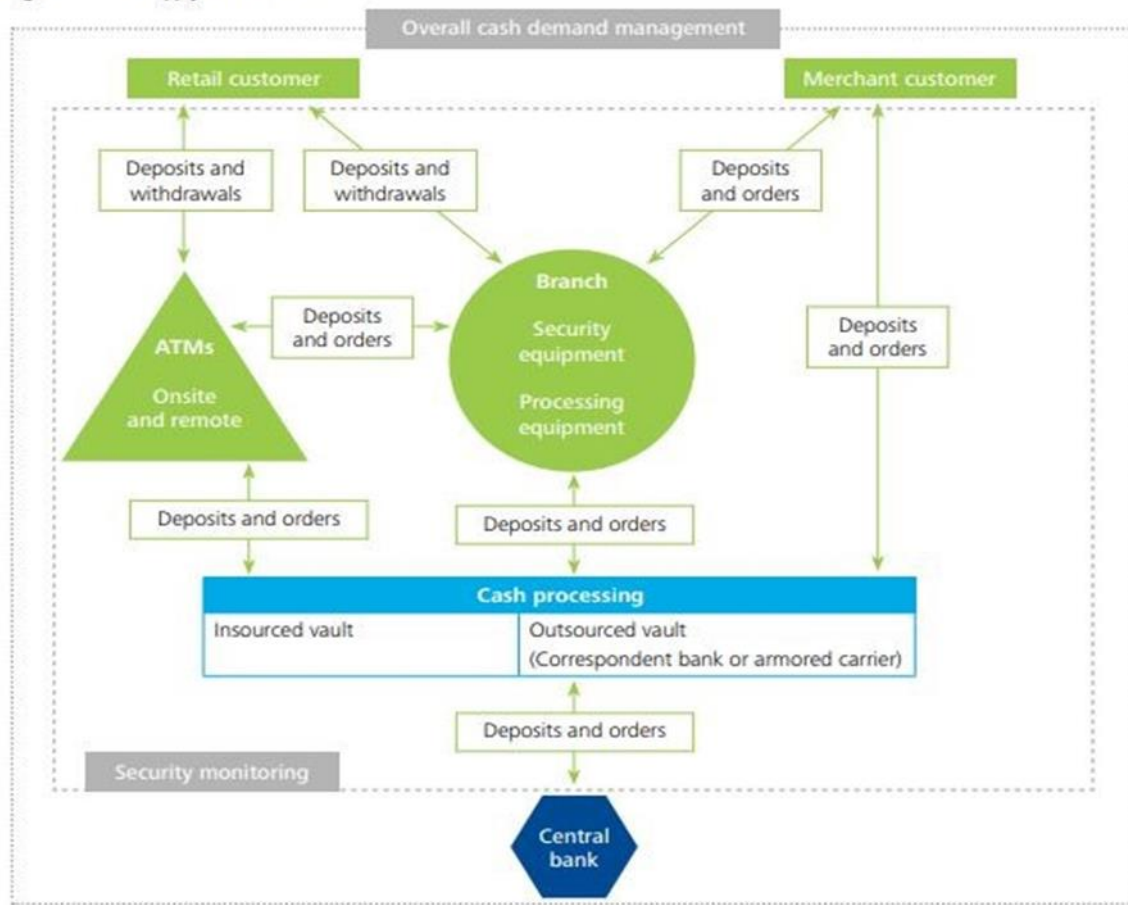 Overall cash demand management
Retail customer
Merchant customer
Deposits and
withdrawals
Deposits and
withdrawals
Deposits
and orders
Branch
Security
equipment
Processing
equipment
Deposits
and orders
ATMs
Onsite
and remote
Deposits
and orders
Deposits and orders
Deposits and orders
Cash processing
Insourced vault
Outsourced vault
(Correspondent bank or armored carrier)
Deposits and orders
Security monitoring
Central
bank